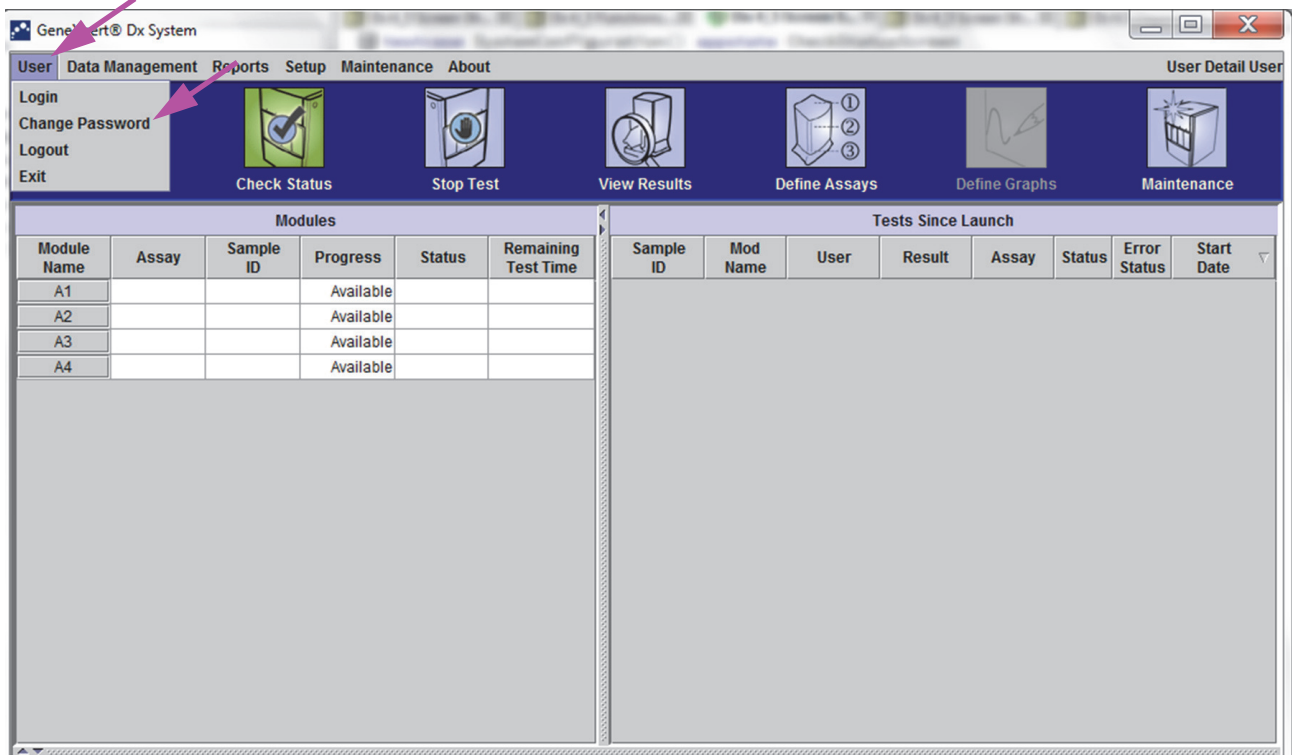 GeneXpert® Dx System
User Data Management Reports Setup Maintenance About User Detail User
Login
Change Password
Logout
Exit
Check Status Stop Test View Results Define Assays Define Graphs Maintenance
1
2
3
Modules
Module Name Assay Sample ID Progress Status Remaining Test Time
A1 Available
A2 Available
A3 Available
A4 Available
Tests Since Launch
Sample ID Mod Name User Result Assay Status Error Status Start Date